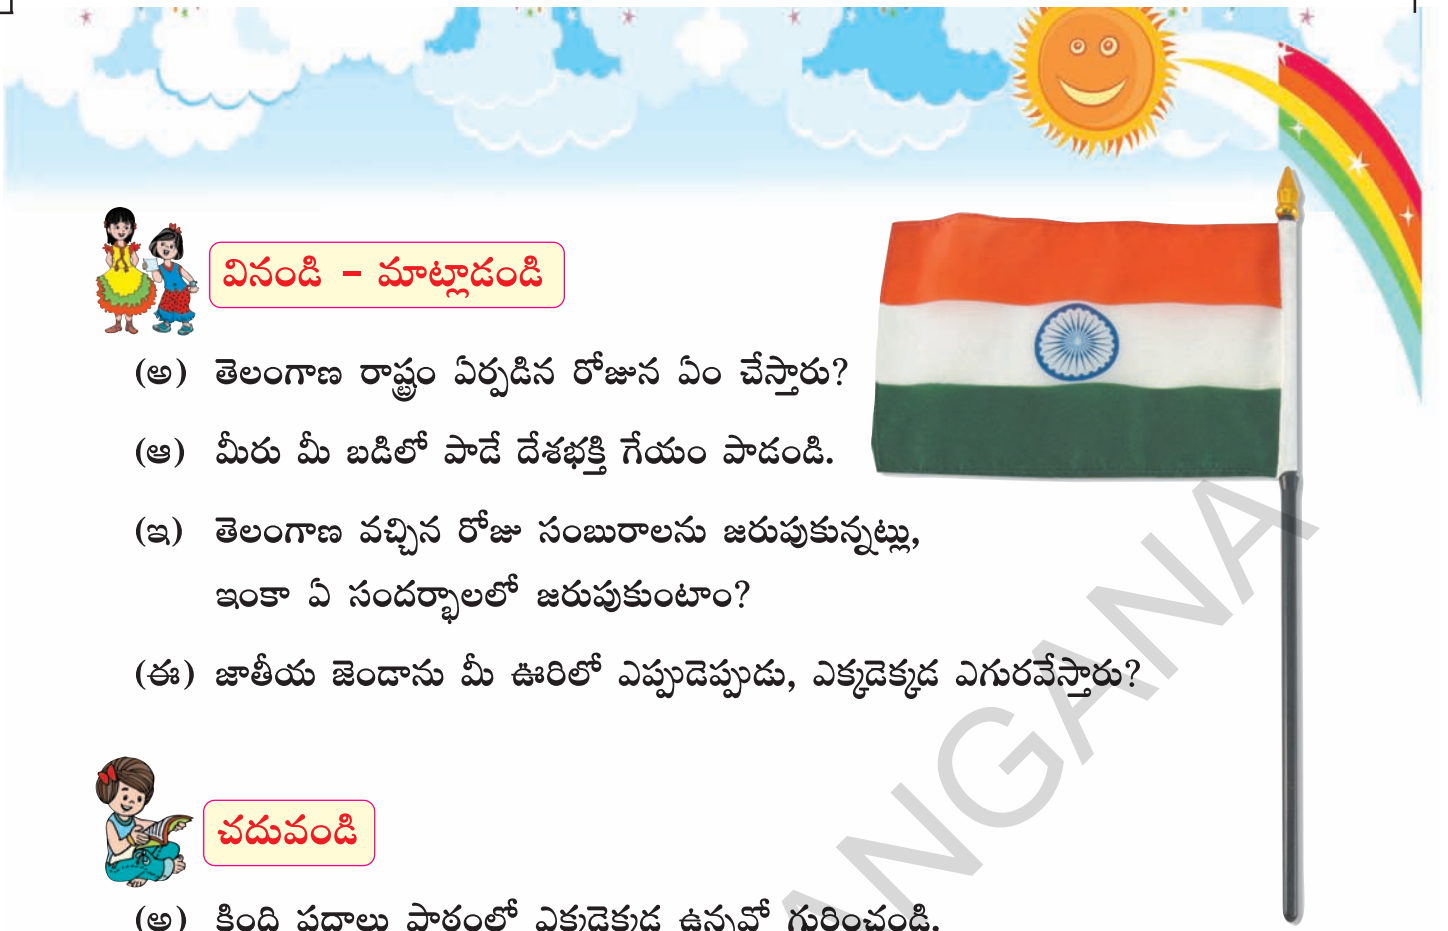 వినండి - మాట్లాడండి
(అ) తెలంగాణ రాష్ట్రం ఏర్పడిన రోజున ఏం చేస్తారు?
(ఆ) మీరు మీ బడిలో పాడే దేశభక్తి గేయం పాడండి.
(ఇ) తెలంగాణ వచ్చిన రోజు సంబురాలను జరుపుకున్నట్లు,
ఇంకా ఏ సందర్భాలలో జరుపుకుంటాం?
(ఈ) జాతీయ జెండాను మీ ఊరిలో ఎప్పుడెప్పుడు, ఎక్కడెక్కడ ఎగురవేస్తారు?
చదువండి
(అ) కింది పదాలు పాఠంలో ఎక్కడెక్కడ ఉన్నవో గుర్తించండి.
ANGANA